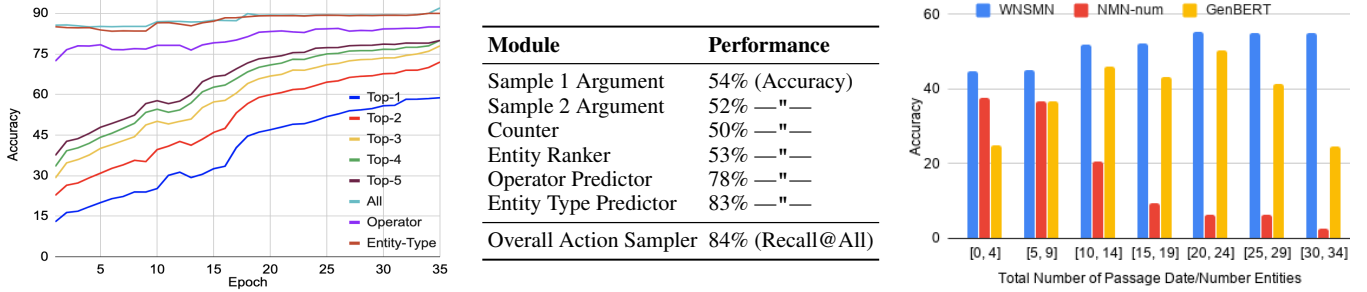 90
75
60
45
30
15
0
Accuracy
Top-1
Top-2
Top-3
Top-4
Top-5
All
Operator
Entity-Type
5 10 15 20 25 30 35
Epoch
Module Performance
Sample 1 Argument 54% (Accuracy)
Sample 2 Argument 52% —"—
Counter 50% —"—
Entity Ranker 53% —"—
Operator Predictor 78% —"—
Entity Type Predictor 83% —"—
Overall Action Sampler 84% (Recall@All)
WNSMN NMN-num GenBERT
60
40
20
0
Accuracy
[0, 4] [5, 9] [10, 14] [15, 19] [20, 24] [25, 29] [30, 34]
Total Number of Passage Date/Number Entities